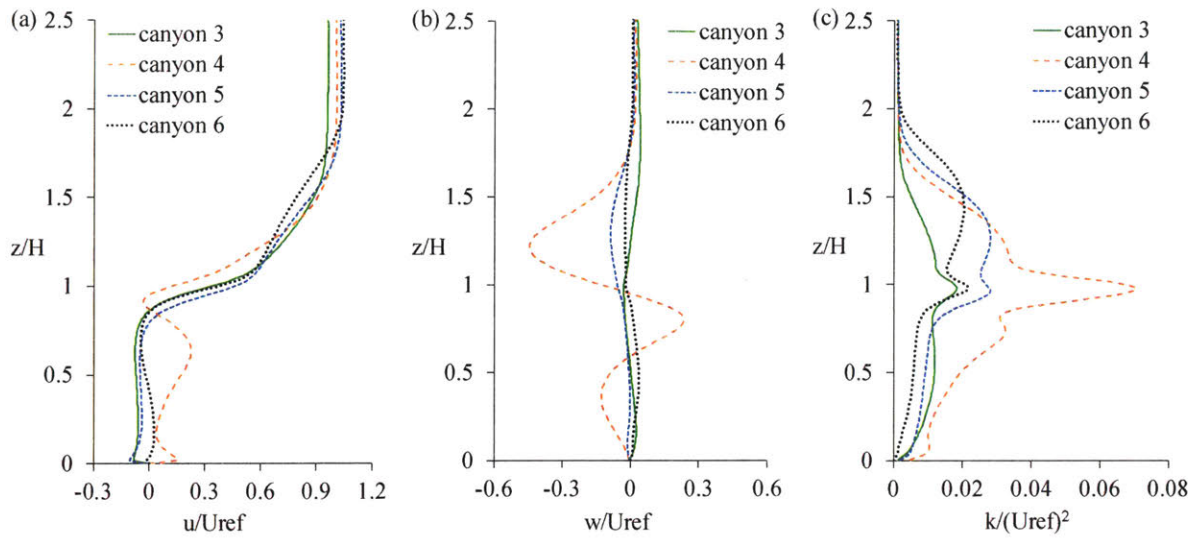 (a)
2.5
2
1.5
z/H
1
0.5
0
-0.3 0 0.3 0.6 0.9 1.2
u/Uref
canyon 3
canyon 4
canyon 5
canyon 6
(b)
2.5
2
1.5
z/H
1
0.5
0
-0.6 -0.3 0 0.3 0.6
w/Uref
canyon 3
canyon 4
canyon 5
canyon 6
(c)
2.5
2
1.5
z/H
1
0.5
0
0 0.02 0.04 0.06 0.08
k/(Uref)²
canyon 3
canyon 4
canyon 5
canyon 6